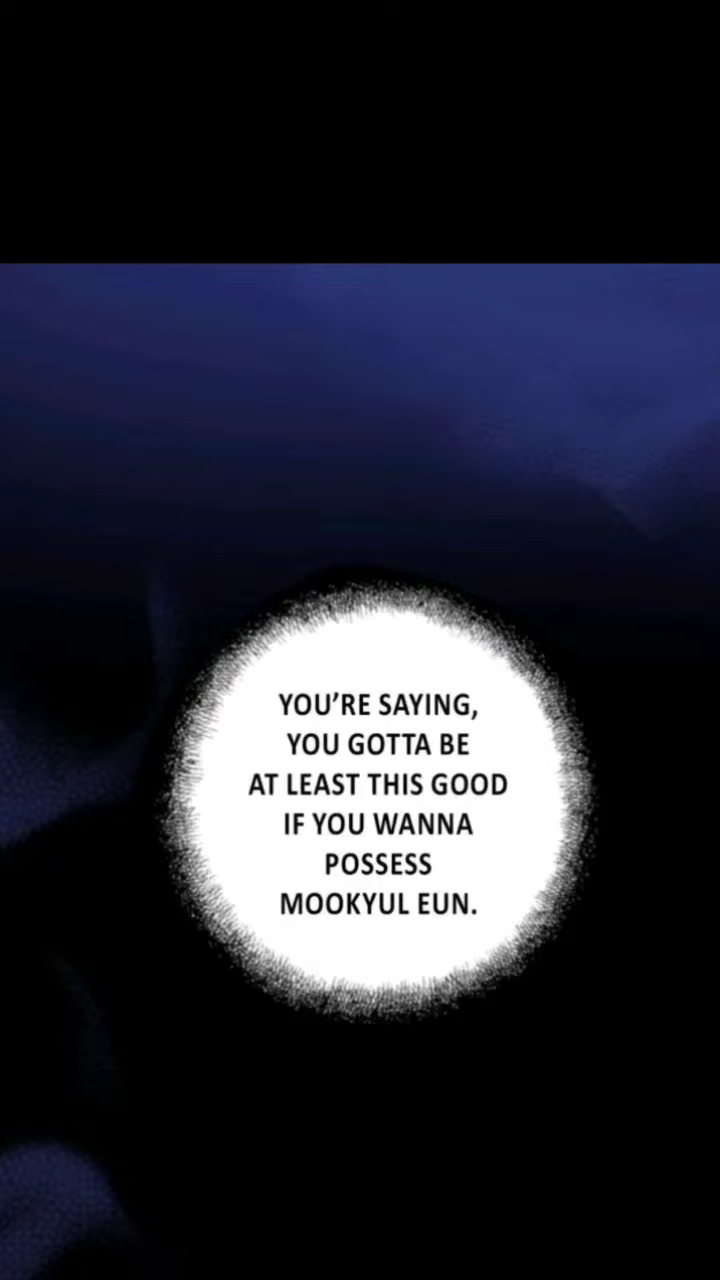 YOU'RE SAYING,
YOU GOTTA BE
AT LEAST THIS GOOD
IF YOU WANNA
POSSESS
MOOKYUL EUN.